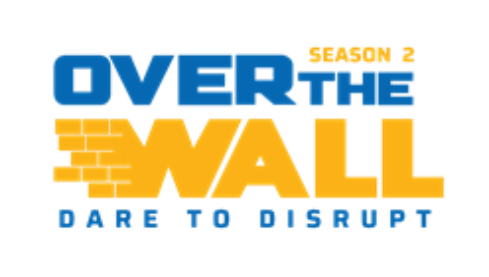 SEASON 2
OVER THE
WALL
DARE TO DISRUPT